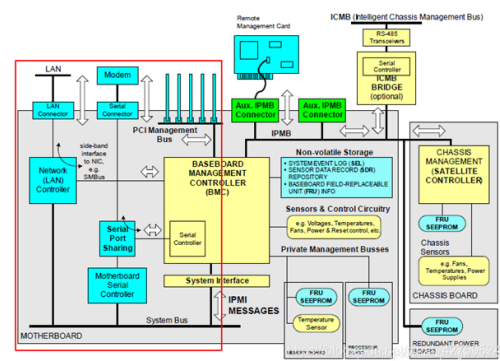 Remote
Management Card
ICMB (Intelligent Chassis Management Bus)
RS-485
Transceivers
Serial
Controller
ICMB
BRIDGE
(optional)
LAN
Modem
LAN
Connector
Serial
Connector
Aux. IPMB
Connector
Aux. IPMB
Connector
PCI Management
Bus
IPMB
side-band
interface
to NIC,
e.g.
SMBus
Network
(LAN)
Controller
BASEBOARD
MANAGEMENT
CONTROLLER
(BMC)
Non-volatile Storage
• SYSTEM EVENT LOG (SEL)
• SENSOR DATA RECORD (SDR)
REPOSITORY
• BASEBOARD FIELD-REPLACEABLE
UNIT (FRU) INFO
CHASSIS
MANAGEMENT
(SATELLITE
CONTROLLER)
Sensors & Control Circuitry
e.g. Voltages, Temperatures,
Fans, Power & Reset control, etc.
FRU
SEEPROM
Serial
Port
Sharing
Serial
Controller
Private Management Busses
Chassis
Sensors
e.g. Fans,
Temperatures, Power
Supplies
CHASSIS BOARD
Motherboard
Serial
Controller
System Interface
IPMI
MESSAGES
FRU
SEEPROM
FRU
SEEPROM
Temperature
Sensor
FRU
SEEPROM
System Bus
MOTHERBOARD
MEMORY BOARD
PROCESSOR
BOARD
REDUNDANT POWER
BOARD